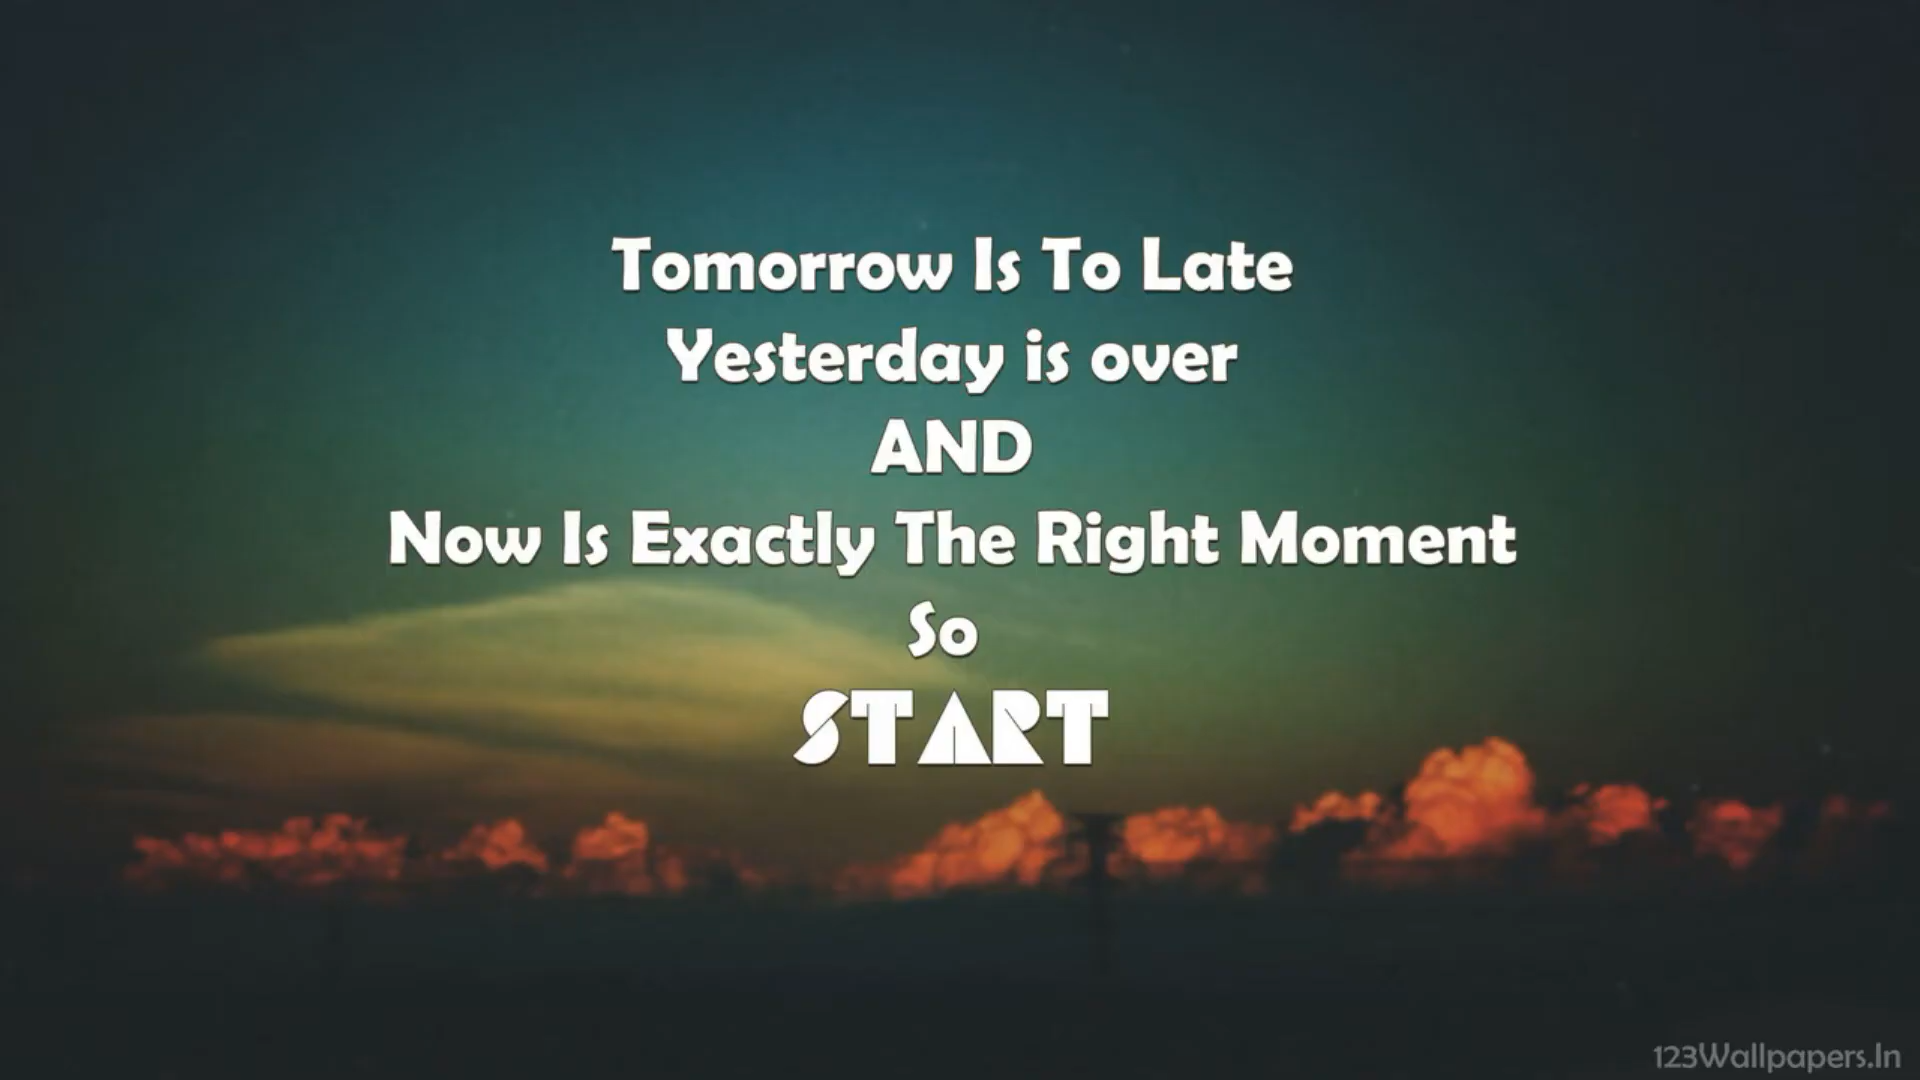 Tomorrow Is To Late
Yesterday is over
AND
Now Is Exactly The Right Moment
So
START
123Wallpapers.In